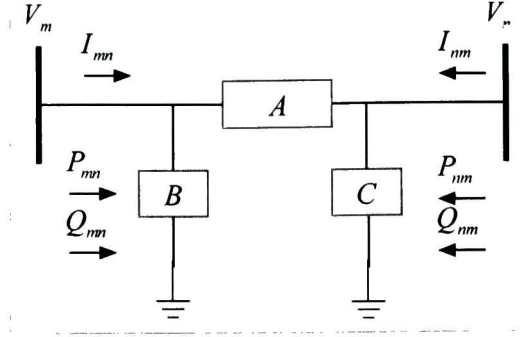 V_m V_n
I_mn I_nm
A
P_mn B C P_nm
Q_mn Q_nm